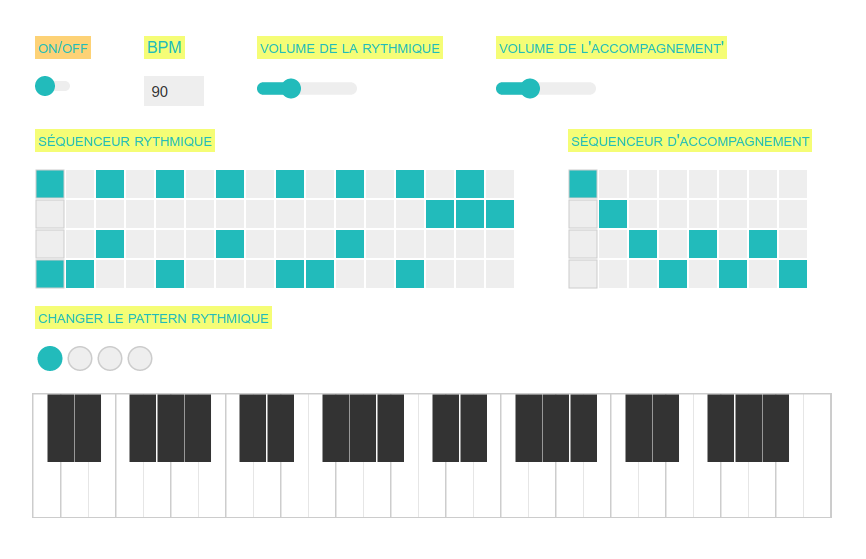 ON/OFF
BPM
VOLUME DE LA RYTHMIQUE
VOLUME DE L'ACCOMPAGNEMENT'
90
SÉQUENCEUR RYTHMIQUE
SÉQUENCEUR D'ACCOMPAGNEMENT
CHANGER LE PATTERN RYTHMIQUE